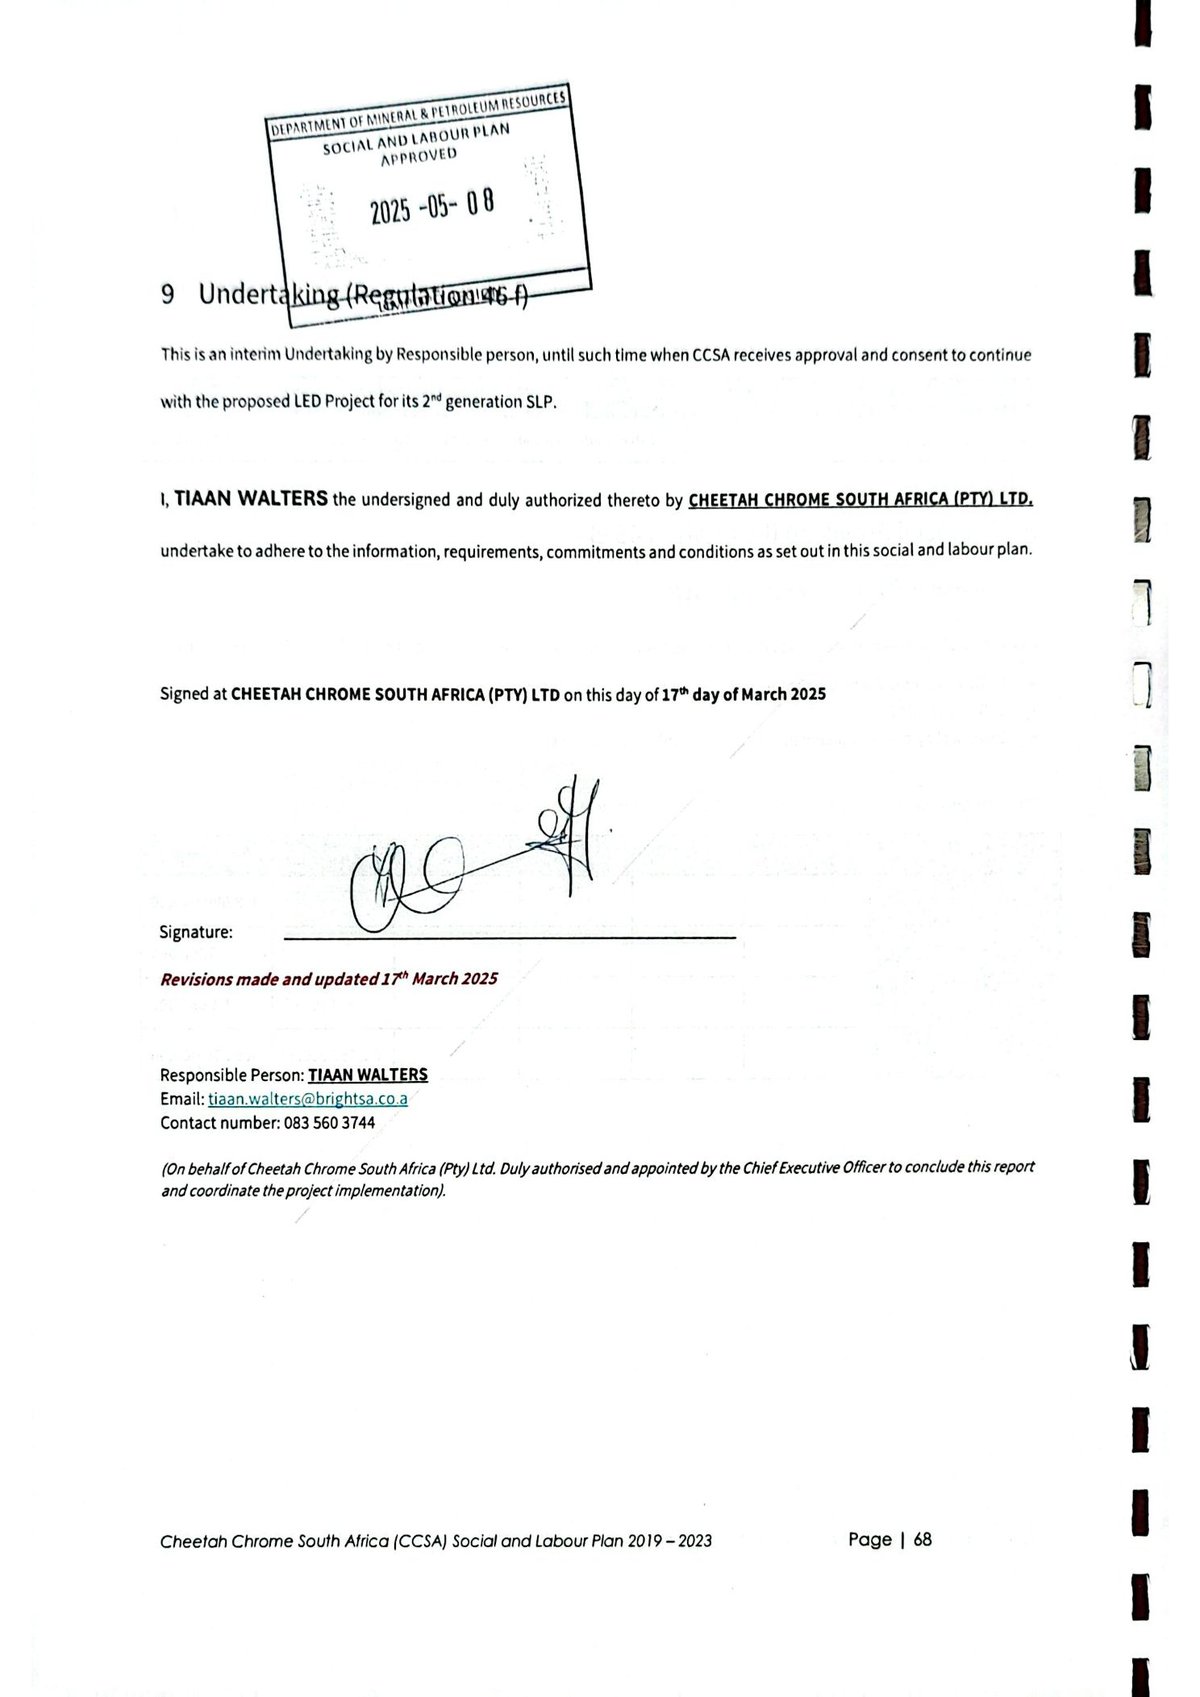 DEPARTMENT OF MINERAL & PETROLEUM RESOURCES
SOCIAL AND LABOUR PLAN
APPROVED
2025 -05- 08
9 Undertaking (Regulation 46 f)
This is an interim Undertaking by Responsible person, until such time when CCSA receives approval and consent to continue
with the proposed LED Project for its 2nd generation SLP.
I, TIAAN WALTERS the undersigned and duly authorized thereto by CHEETAH CHROME SOUTH AFRICA (PTY) LTD.
undertake to adhere to the information, requirements, commitments and conditions as set out in this social and labour plan.
Signed at CHEETAH CHROME SOUTH AFRICA (PTY) LTD on this day of 17th day of March 2025
Signature:
Revisions made and updated 17th March 2025
Responsible Person: TIAAN WALTERS
Email: tiaan.walters@brightsa.co.a
Contact number: 083 560 3744
(On behalf of Cheetah Chrome South Africa (Pty) Ltd. Duly authorised and appointed by the Chief Executive Officer to conclude this report
and coordinate the project implementation).
Cheetah Chrome South Africa (CCSA) Social and Labour Plan 2019 – 2023 Page | 68